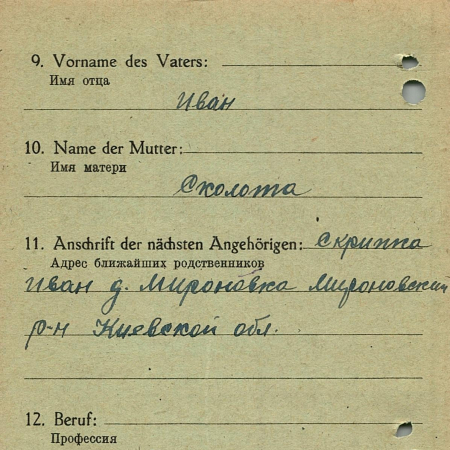 9. Vorname des Vaters:
Имя отца
Иван
10. Name der Mutter:
Имя матери
Сколота
11. Anschrift der nächsten Angehörigen: Скрипка
Адрес ближайших родственников
Иван д. Мироновка Мироновский
р-н Киевской обл.
12. Beruf:
Профессия